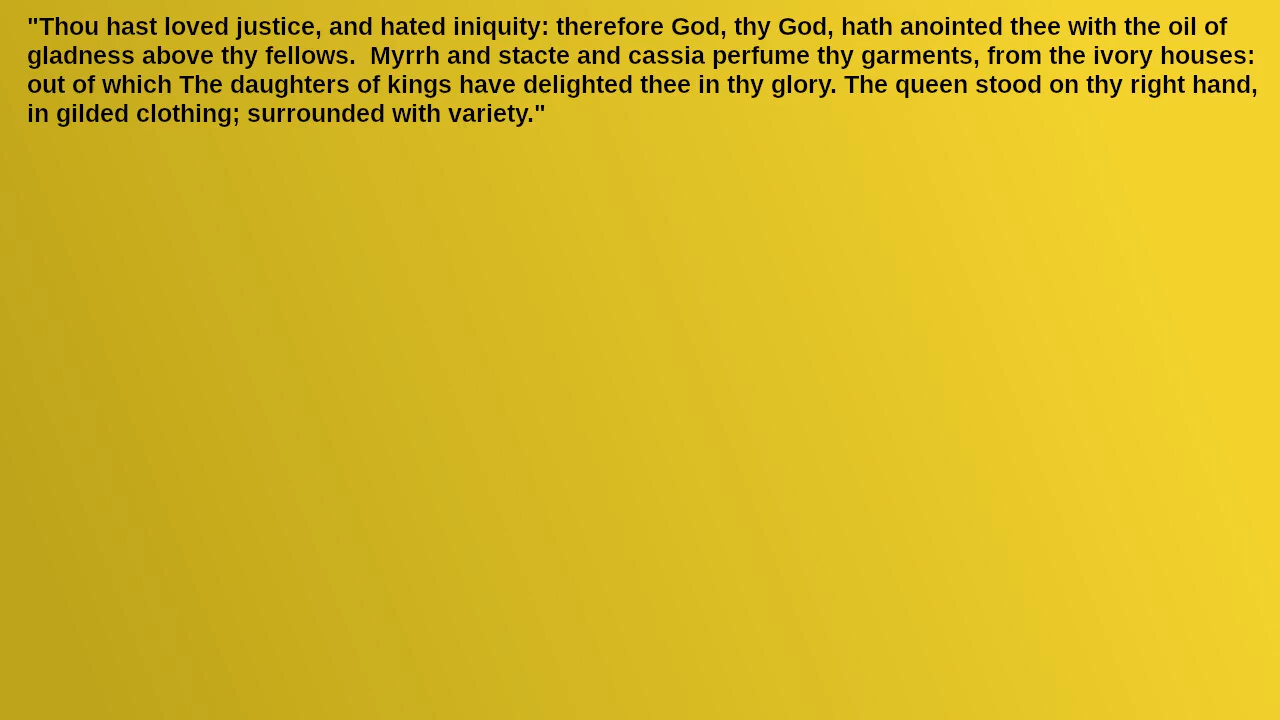 "Thou hast loved justice, and hated iniquity: therefore God, thy God, hath anointed thee with the oil of
gladness above thy fellows.  Myrrh and stacte and cassia perfume thy garments, from the ivory houses:
out of which The daughters of kings have delighted thee in thy glory. The queen stood on thy right hand,
in gilded clothing; surrounded with variety."